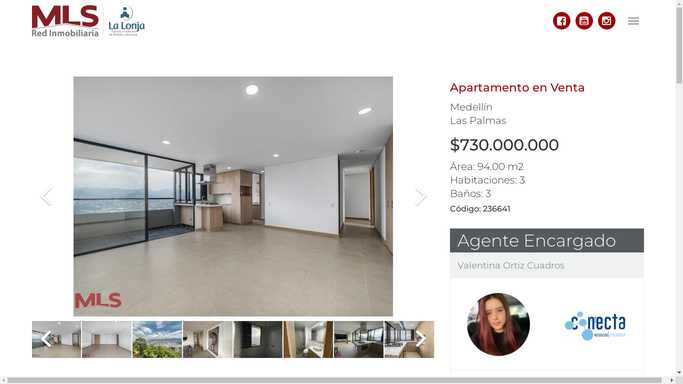 MLS
Red Inmobiliaria
La Lonja
Apartamento en Venta
Medellín
Las Palmas
$730.000.000
Área: 94.00 m2
Habitaciones: 3
Baños: 3
Código: 236641
Agente Encargado
Valentina Ortiz Cuadros
MLS
conecta